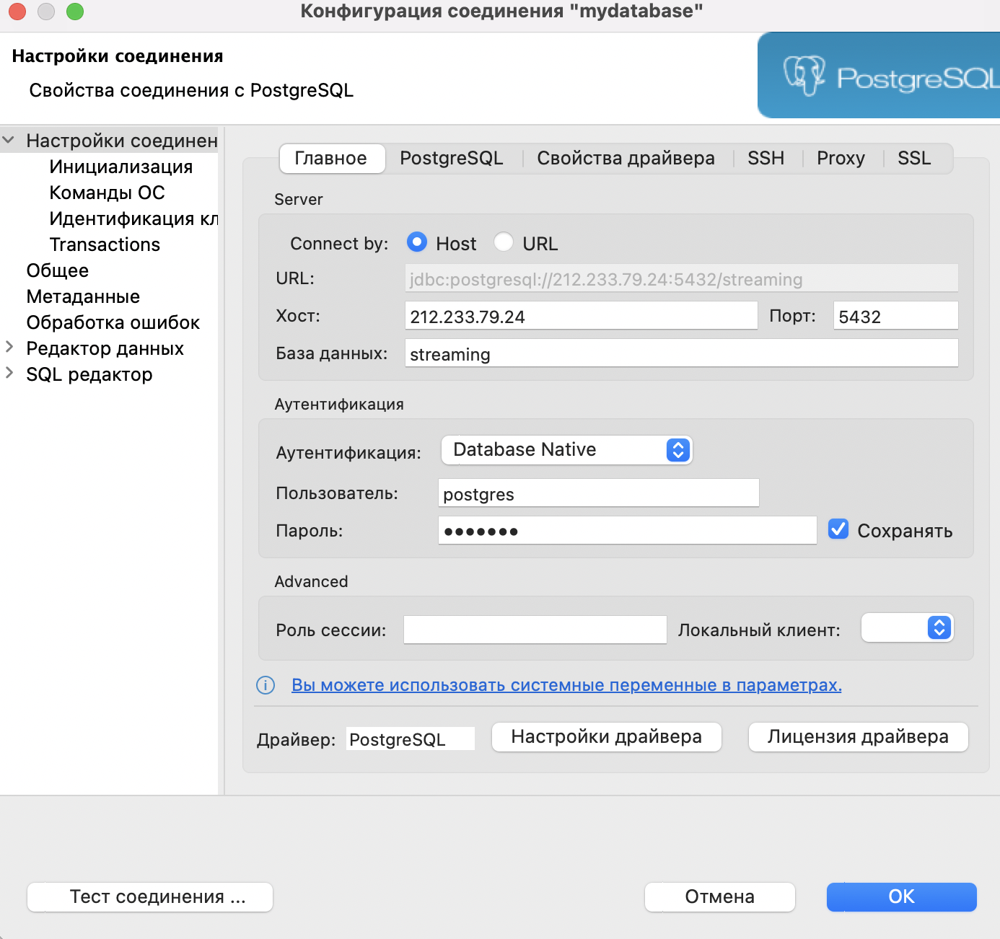 Конфигурация соединения "mydatabase"
Настройки соединения
Свойства соединения с PostgreSQL
PostgreSQL
Настройки соединен
Инициализация
Команды ОС
Идентификация кл
Transactions
Общее
Метаданные
Обработка ошибок
Редактор данных
SQL редактор
Главное PostgreSQL Свойства драйвера SSH Proxy SSL
Server
Connect by: Host URL
URL: jdbc:postgresql://212.233.79.24:5432/streaming
Хост: 212.233.79.24 Порт: 5432
База данных: streaming
Аутентификация
Аутентификация: Database Native
Пользователь: postgres
Пароль: •••••••  Сохранять
Advanced
Роль сессии: Локальный клиент:
Вы можете использовать системные переменные в параметрах.
Драйвер: PostgreSQL Настройки драйвера Лицензия драйвера
Тест соединения ... Отмена ОК